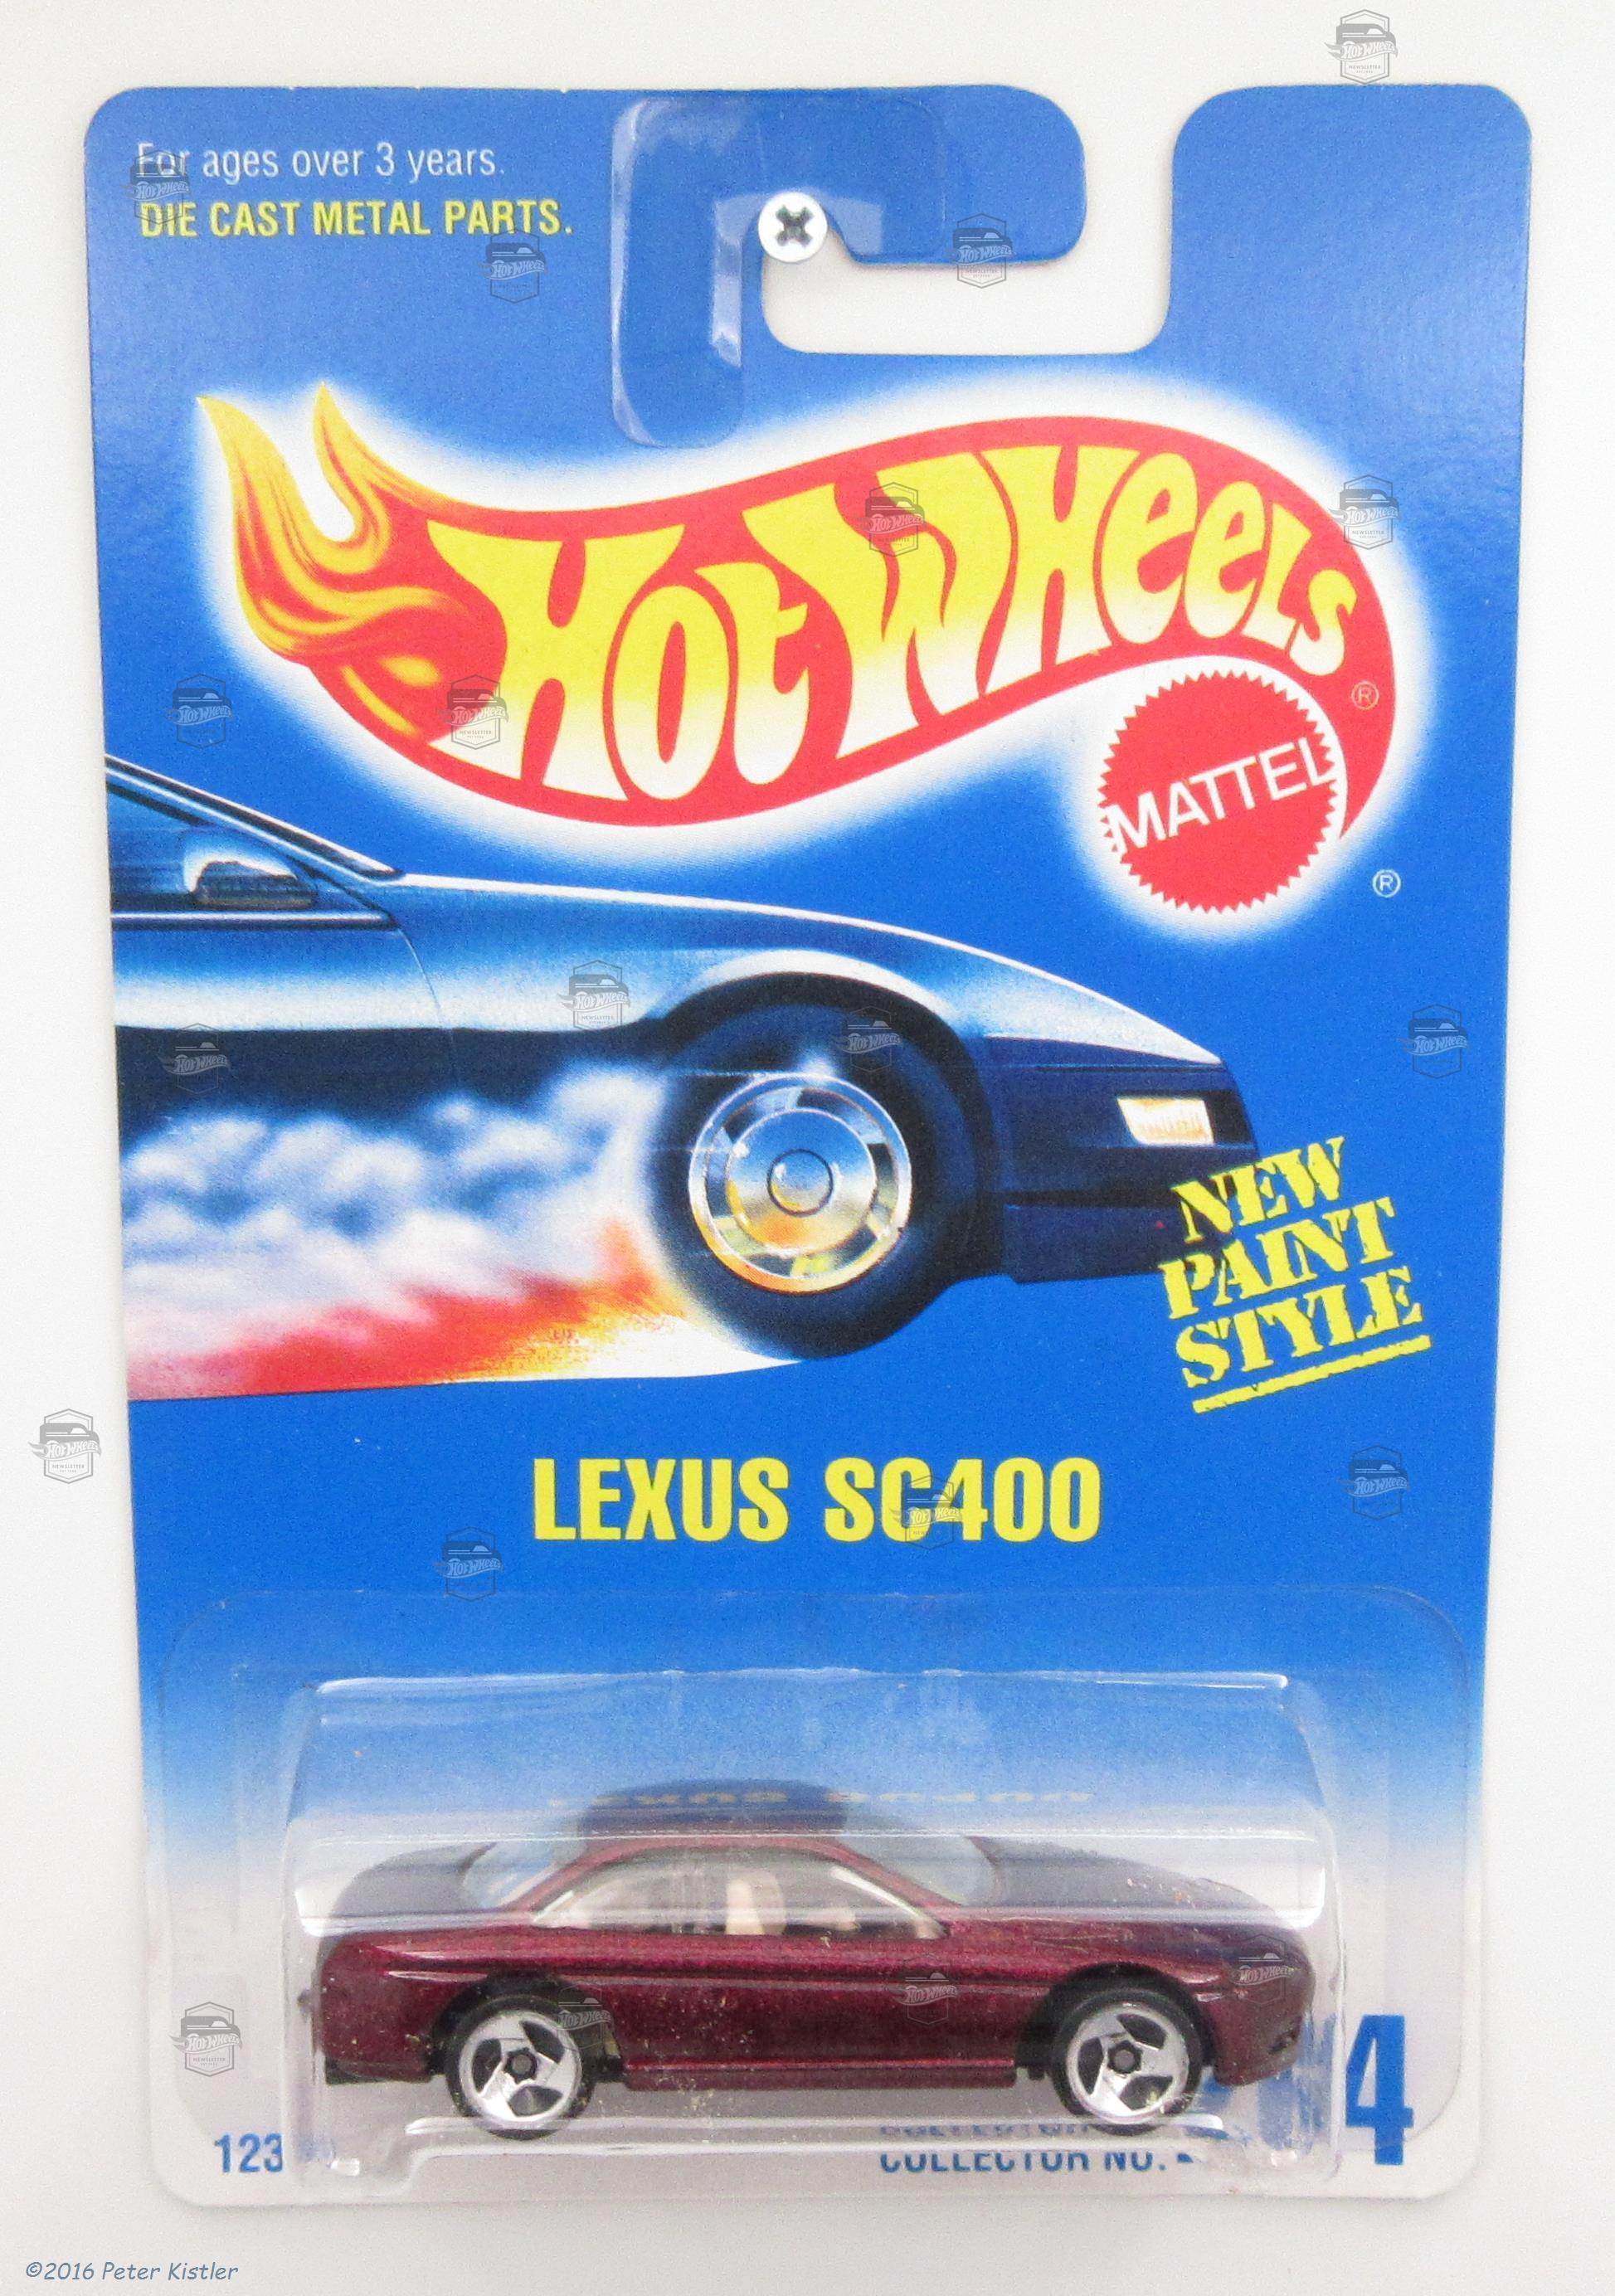 For ages over 3 years.
DIE CAST METAL PARTS.
HOT WHEELS ®
MATTEL
®
NEW
PAINT
STYLE
LEXUS SC400
123
COLLECTOR NO.
4
©2016 Peter Kistler